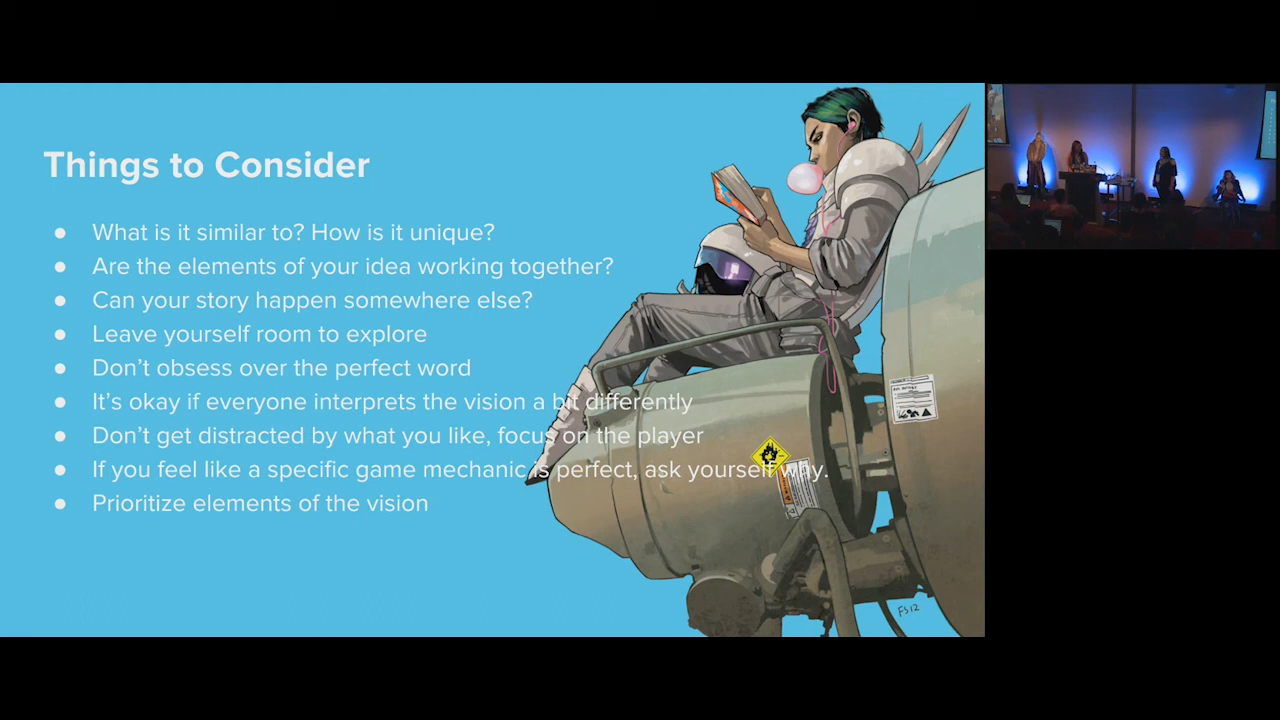 Things to Consider
● What is it similar to? How is it unique?
● Are the elements of your idea working together?
● Can your story happen somewhere else?
● Leave yourself room to explore
● Don’t obsess over the perfect word
● It’s okay if everyone interprets the vision a bit differently
● Don’t get distracted by what you like, focus on the player
● If you feel like a specific game mechanic is perfect, ask yourself why.
● Prioritize elements of the vision
FS12